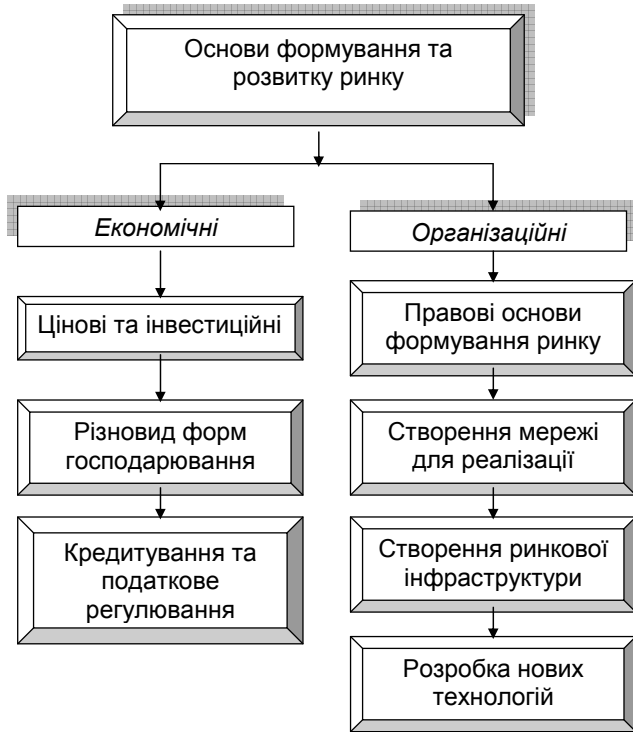 Основи формування та
розвитку ринку
Економічні
Цінові та інвестиційні
Різновид форм
господарювання
Кредитування та
податкове
регулювання
Організаційні
Правові основи
формування ринку
Створення мережі
для реалізації
Створення ринкової
інфраструктури
Розробка нових
технологій